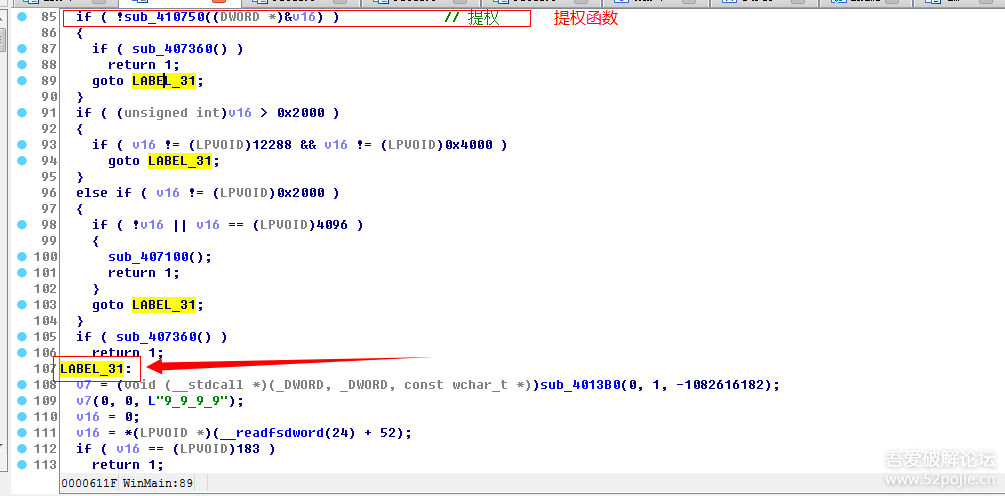 85 if ( !sub_410750((DWORD *)&v16) ) // 提权 提权函数
86 {
87 if ( sub_407360() )
88 return 1;
89 goto LABEL_31;
90 }
91 if ( (unsigned int)v16 > 0x2000 )
92 {
93 if ( v16 != (LPVOID)12288 && v16 != (LPVOID)0x4000 )
94 goto LABEL_31;
95 }
96 else if ( v16 != (LPVOID)0x2000 )
97 {
98 if ( !v16 || v16 == (LPVOID)4096 )
99 {
100 sub_407100();
101 return 1;
102 }
103 goto LABEL_31;
104 }
105 if ( sub_407360() )
106 return 1;
107 LABEL_31:
108 v7 = (void (__stdcall *)(_DWORD, _DWORD, const wchar_t *))sub_4013B0(0, 1, -1082616182);
109 v7(0, 0, L"9_9_9_9");
110 v16 = 0;
111 v16 = *(LPVOID *)(__readfsdword(24) + 52);
112 if ( v16 == (LPVOID)183 )
113 return 1;
0000611F WinMain:89
吾爱破解论坛
www.52pojie.cn